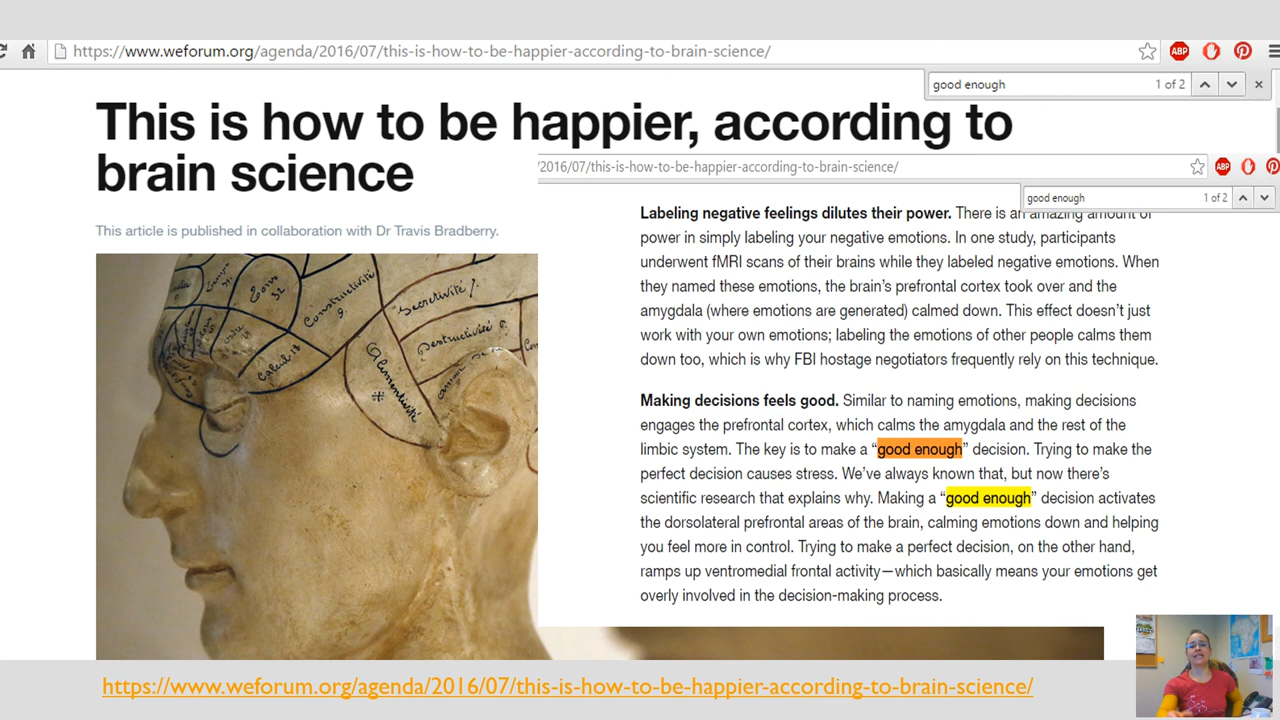 https://www.weforum.org/agenda/2016/07/this-is-how-to-be-happier-according-to-brain-science/
ABP
good enough 1 of 2
This is how to be happier, according to
brain science
/2016/07/this-is-how-to-be-happier-according-to-brain-science/
ABP
good enough 1 of 2
This article is published in collaboration with Dr Travis Bradberry.
Constructivité
9.
Secretivité
Destructivité 6.
Calcul
Alimentivité
Labeling negative feelings dilutes their power. There is an amazing amount of
power in simply labeling your negative emotions. In one study, participants
underwent fMRI scans of their brains while they labeled negative emotions. When
they named these emotions, the brain's prefrontal cortex took over and the
amygdala (where emotions are generated) calmed down. This effect doesn't just
work with your own emotions; labeling the emotions of other people calms them
down too, which is why FBI hostage negotiators frequently rely on this technique.
Making decisions feels good. Similar to naming emotions, making decisions
engages the prefrontal cortex, which calms the amygdala and the rest of the
limbic system. The key is to make a “good enough” decision. Trying to make the
perfect decision causes stress. We've always known that, but now there's
scientific research that explains why. Making a “good enough” decision activates
the dorsolateral prefrontal areas of the brain, calming emotions down and helping
you feel more in control. Trying to make a perfect decision, on the other hand,
ramps up ventromedial frontal activity—which basically means your emotions get
overly involved in the decision-making process.
https://www.weforum.org/agenda/2016/07/this-is-how-to-be-happier-according-to-brain-science/